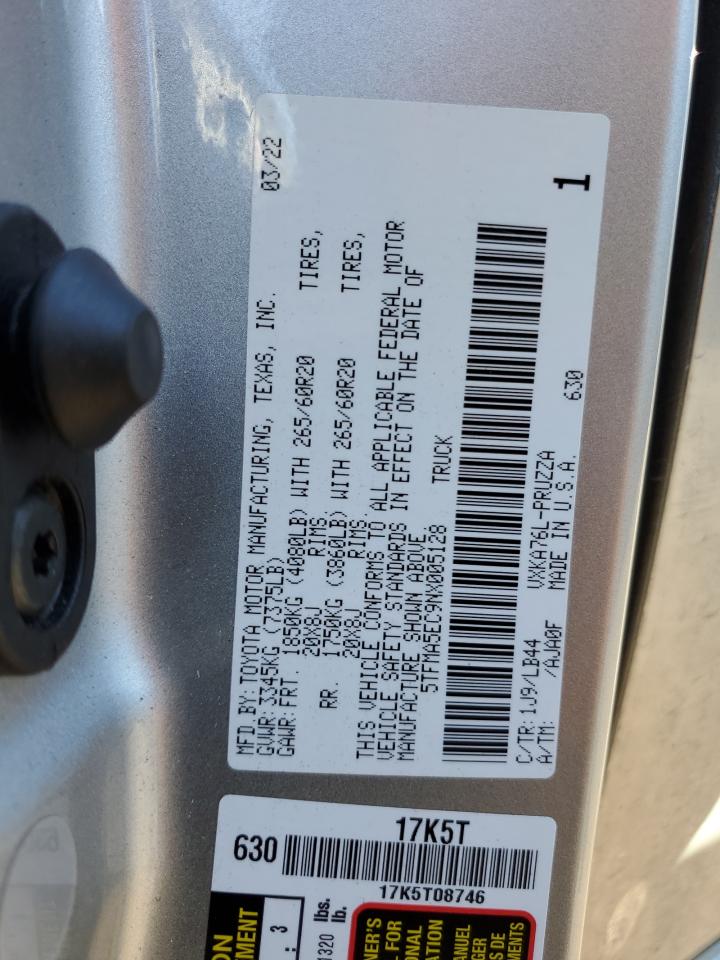 MFD BY: TOYOTA MOTOR MANUFACTURING, TEXAS, INC. 03/22
GVWR: 3345KG (7375LB)
GAWR: FRT. 1850KG (4080LB) WITH 265/60R20 TIRES,
20X8J RIMS
RR. 1750KG (3860LB) WITH 265/60R20 TIRES,
20X8J RIMS
THIS VEHICLE CONFORMS TO ALL APPLICABLE FEDERAL MOTOR
VEHICLE SAFETY STANDARDS IN EFFECT ON THE DATE OF
MANUFACTURE SHOWN ABOVE
5TFMA5EC9NX005128 TRUCK
C/TR: 1J9/LB44 VXKA76L-PRUZZA 630 1
A/TM: /AJA0F MADE IN U.S.A.
17K5T
630
17K5T08746
: 3
1320 lbs.
lb.